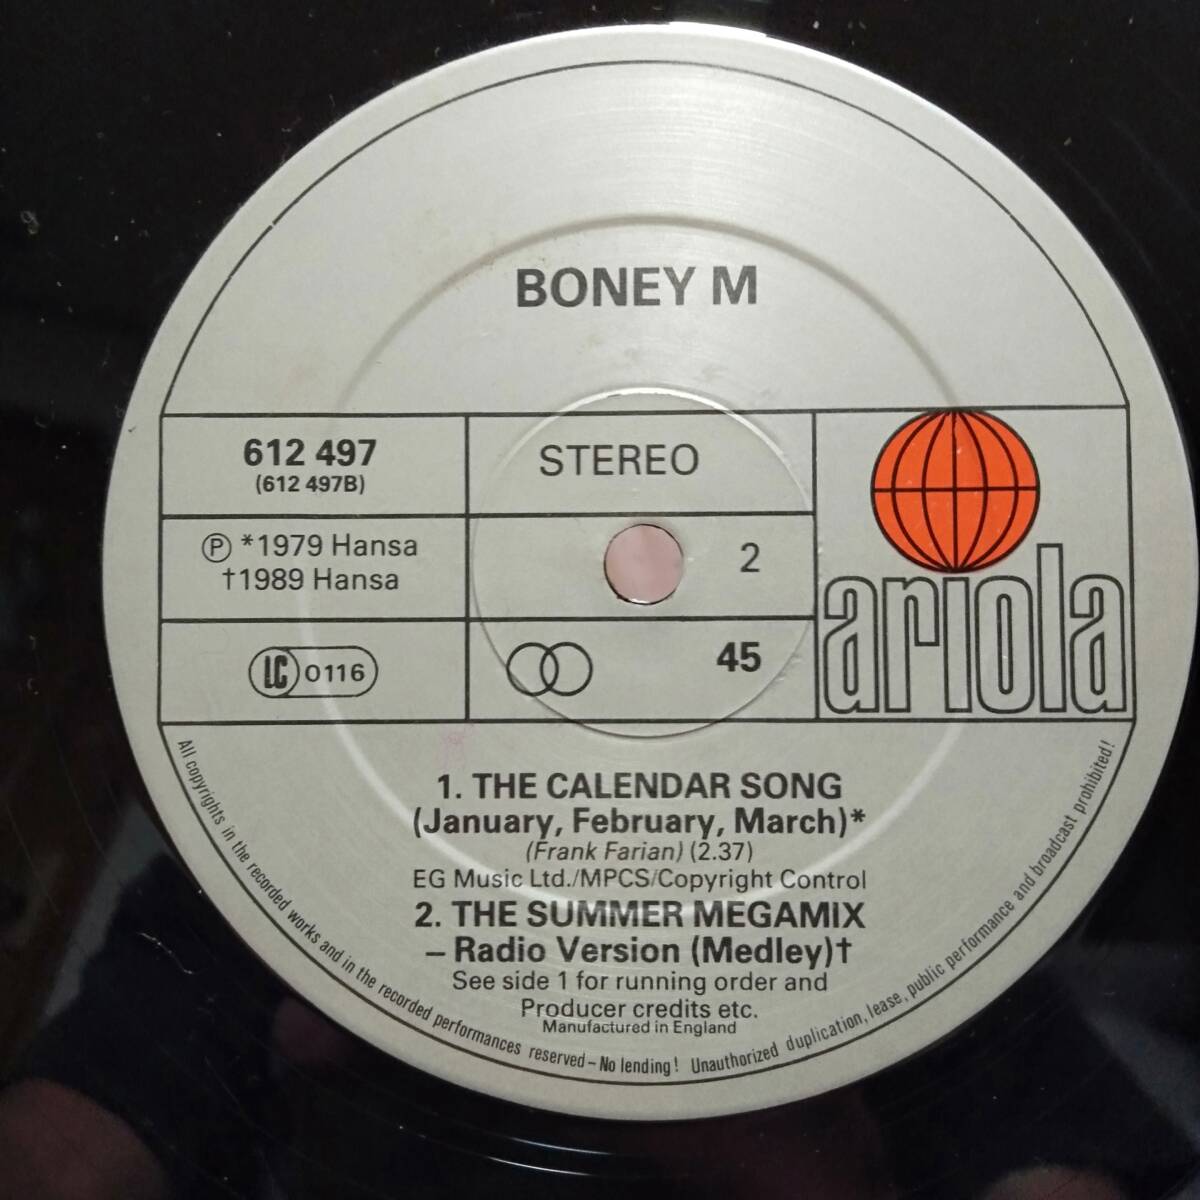 BONEY M
612 497
(612 497B)
STEREO
Ⓟ *1979 Hansa
†1989 Hansa
2
LC 0116
45
ariola
1. THE CALENDAR SONG
(January, February, March)*
(Frank Farian) (2.37)
EG Music Ltd./MPCS/Copyright Control
2. THE SUMMER MEGAMIX
– Radio Version (Medley)†
See side 1 for running order and
Producer credits etc.
Manufactured in England
All copyrights in the recorded works and in the recorded performances reserved – No lending! Unauthorized duplication, lease, public performance and broadcast prohibited!